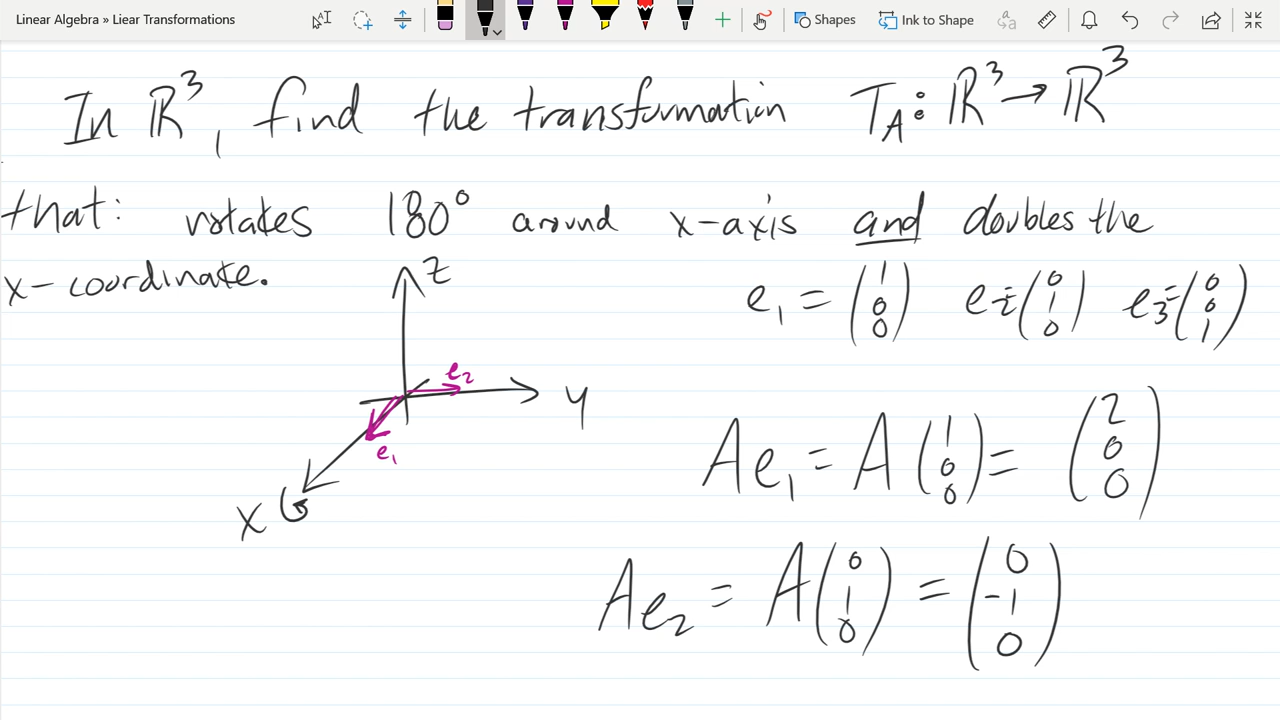 Linear Algebra » Liear Transformations
Shapes
Ink to Shape
In ℝ³, find the transformation T_A: ℝ³ → ℝ³
that: rotates 180° around x-axis and doubles the
x-coordinate.
z
e₁ = (1 0 0) e₂ = (0 1 0) e₃ = (0 0 1)
e₂
y
e₁
x
Ae₁ = A (1 0 0) = (2 0 0)
Ae₂ = A (0 1 0) = (0 -1 0)